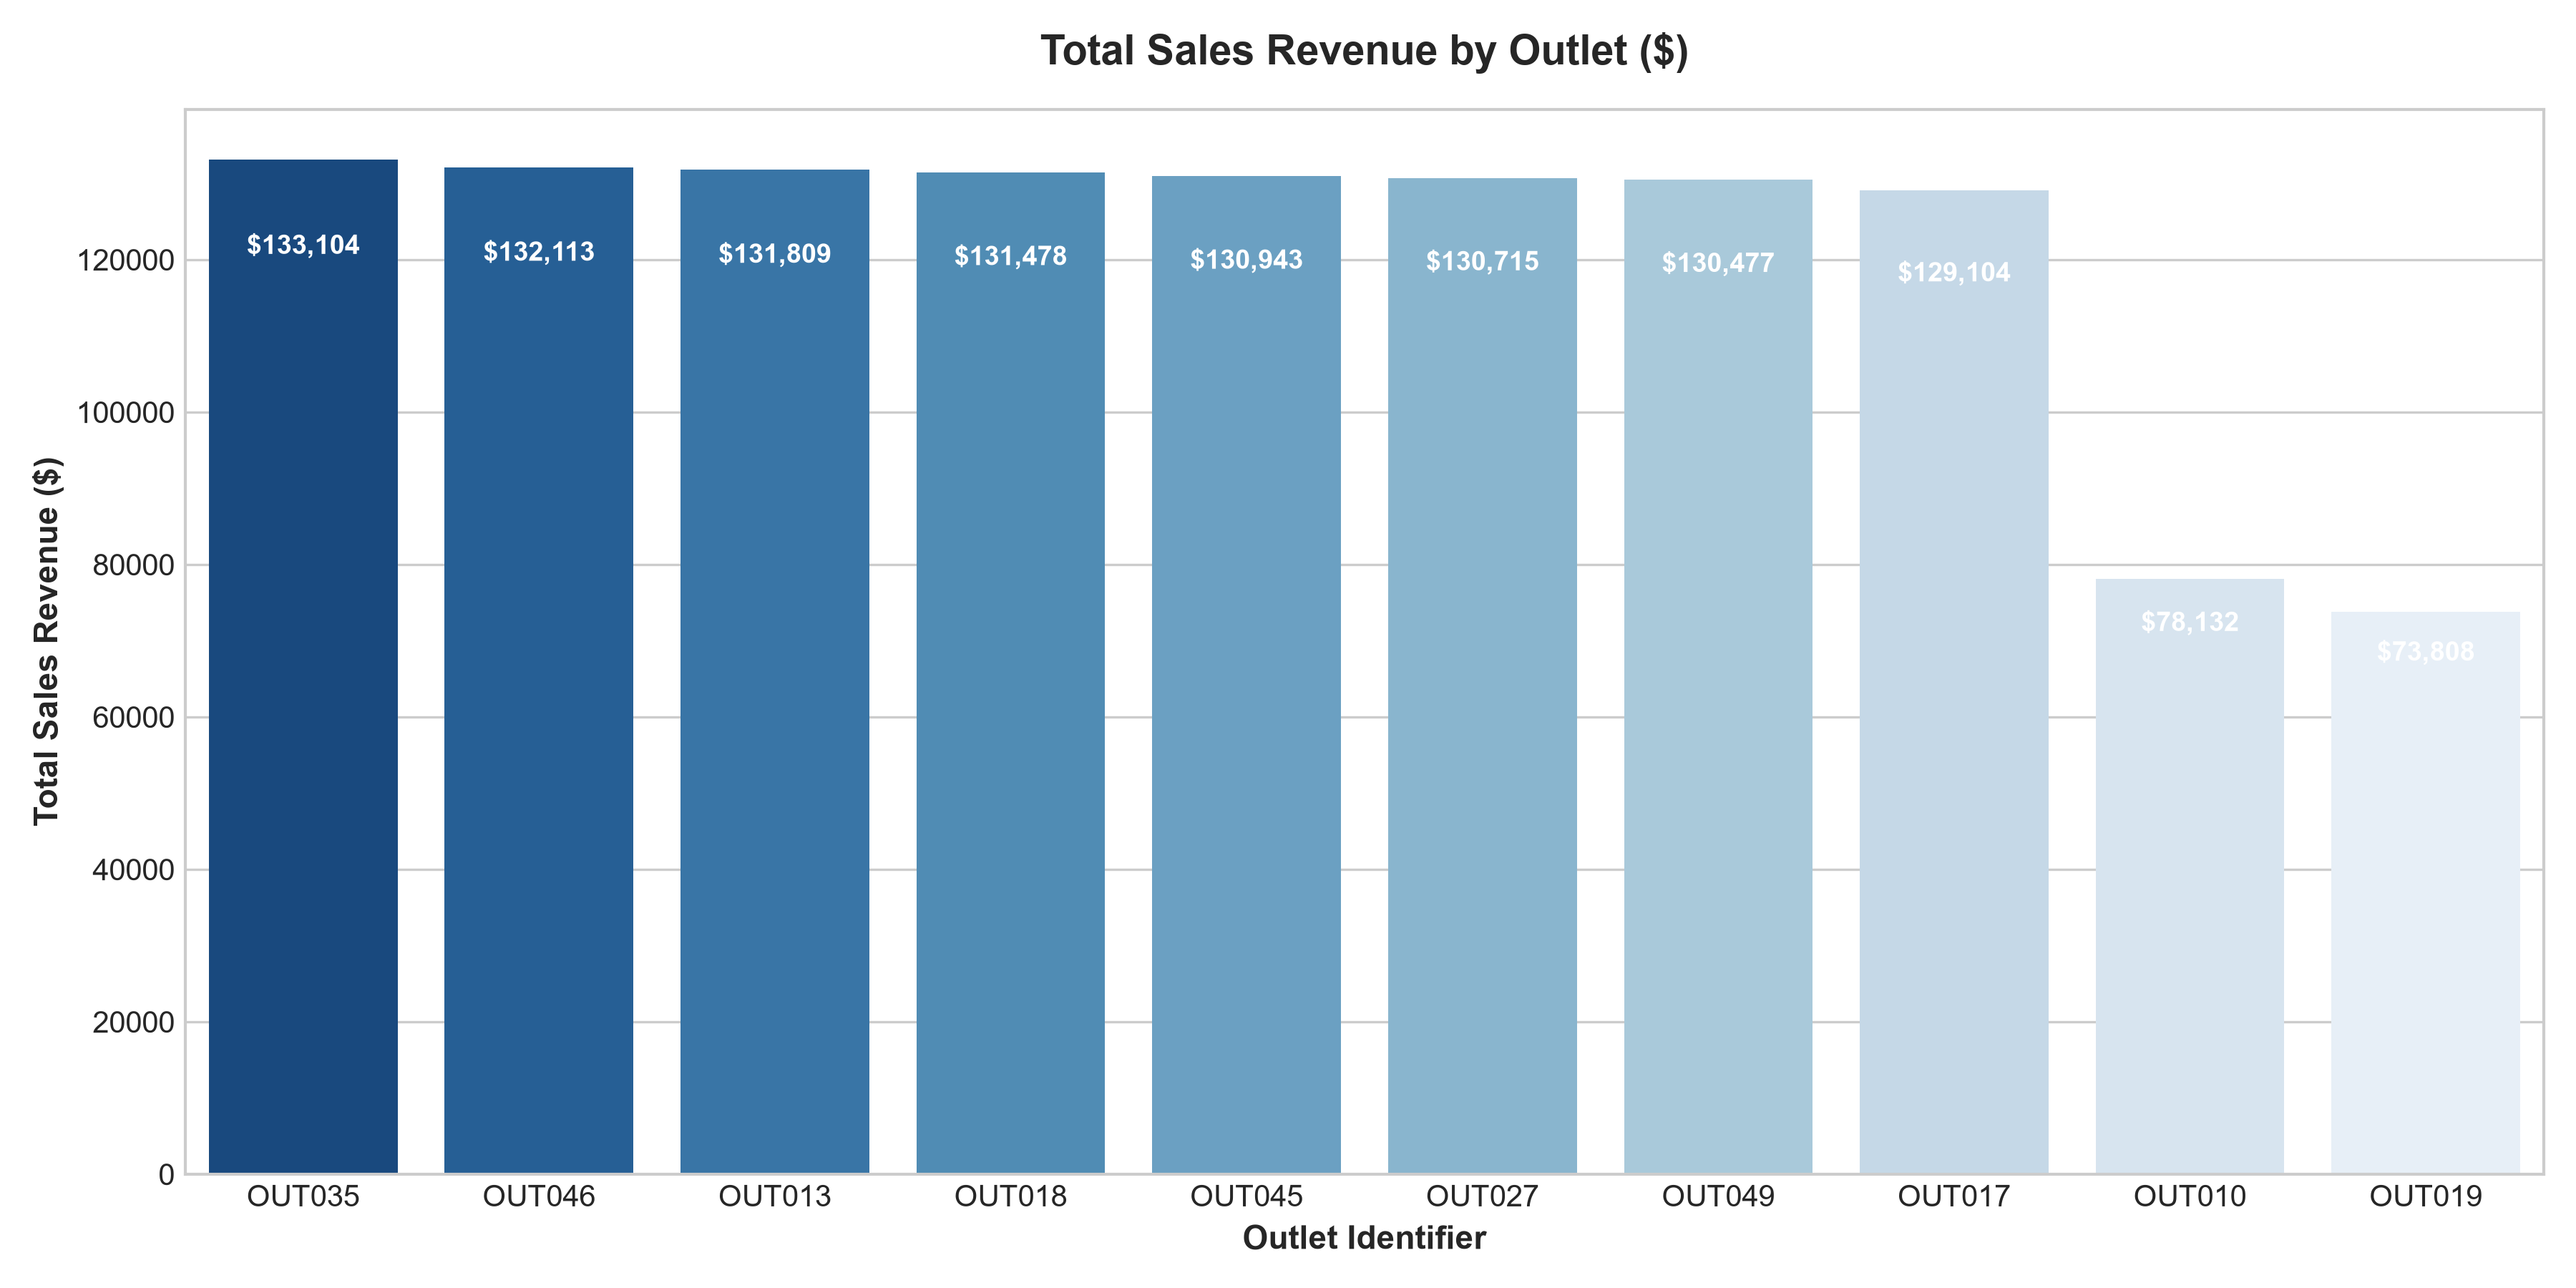 Total Sales Revenue by Outlet ($)
Total Sales Revenue ($)
120000
100000
80000
60000
40000
20000
0
$133,104
$132,113
$131,809
$131,478
$130,943
$130,715
$130,477
$129,104
$78,132
$73,808
OUT035
OUT046
OUT013
OUT018
OUT045
OUT027
OUT049
OUT017
OUT010
OUT019
Outlet Identifier